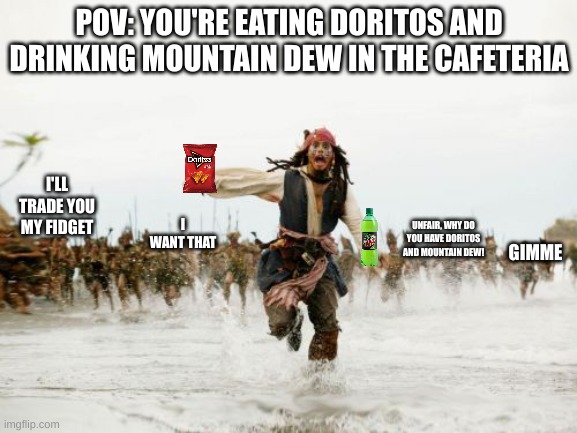 POV: YOU'RE EATING DORITOS AND
DRINKING MOUNTAIN DEW IN THE CAFETERIA
Doritos
I'LL
TRADE YOU
MY FIDGET
I
WANT THAT
UNFAIR, WHY DO
YOU HAVE DORITOS
AND MOUNTAIN DEW!
GIMME
imgflip.com